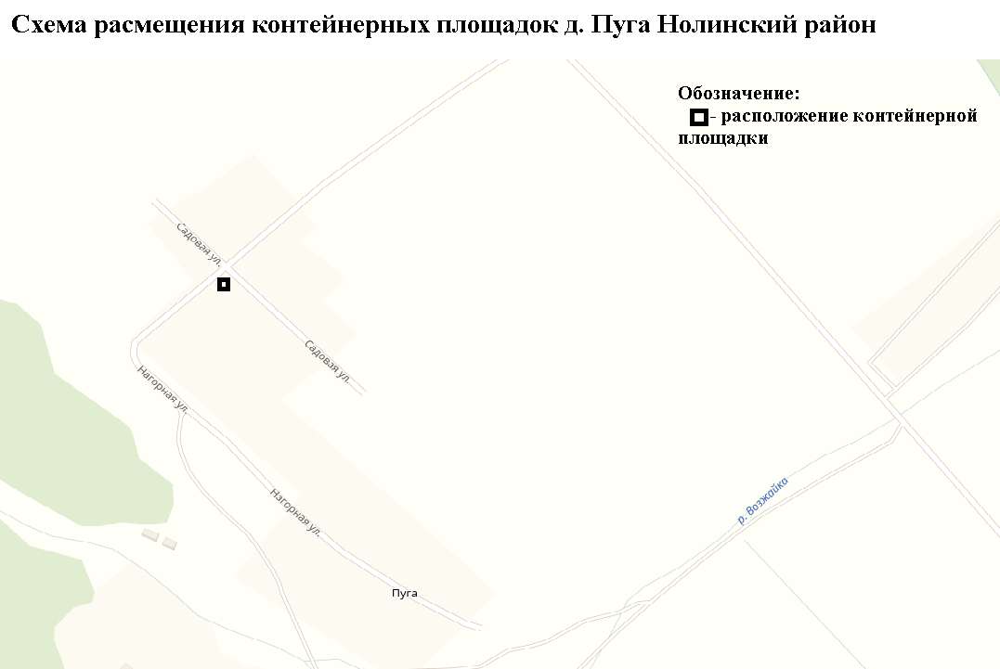 Схема расмещения контейнерных площадок д. Пуга Нолинский район
Обозначение:
- расположение контейнерной
площадки
Садовая ул.
Садовая ул.
Нагорная ул.
Нагорная ул.
р. Возжайка
Пуга